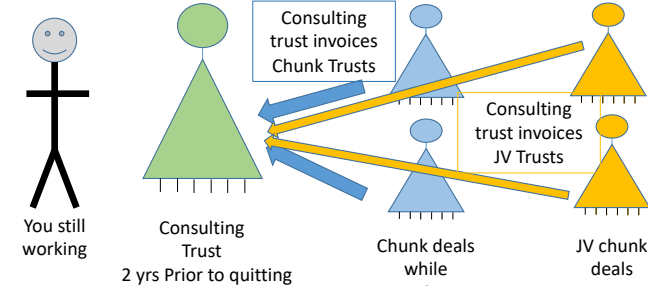 Consulting
trust invoices
Chunk Trusts
Consulting
trust invoices
JV Trusts
You still
working
Consulting
Trust
2 yrs Prior to quitting
Chunk deals
while
JV chunk
deals